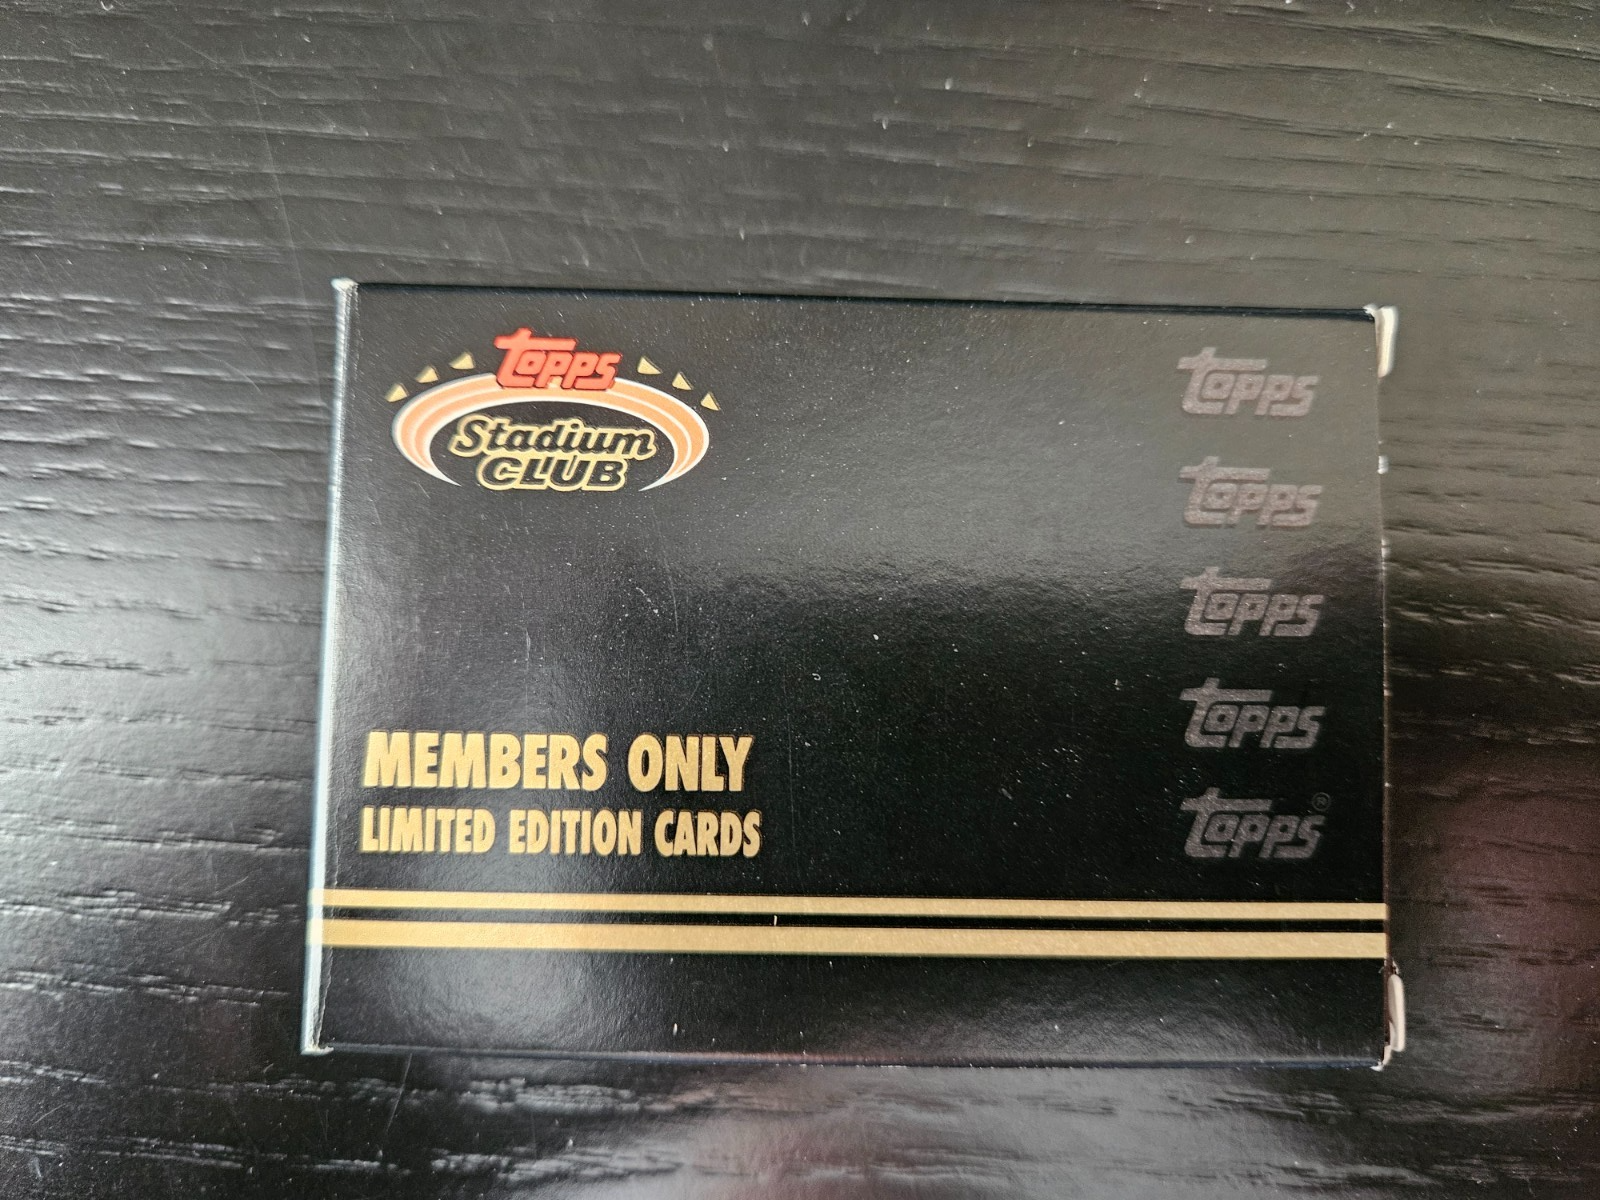 topps
Stadium
CLUB
topps
topps
topps
topps
topps®
MEMBERS ONLY
LIMITED EDITION CARDS